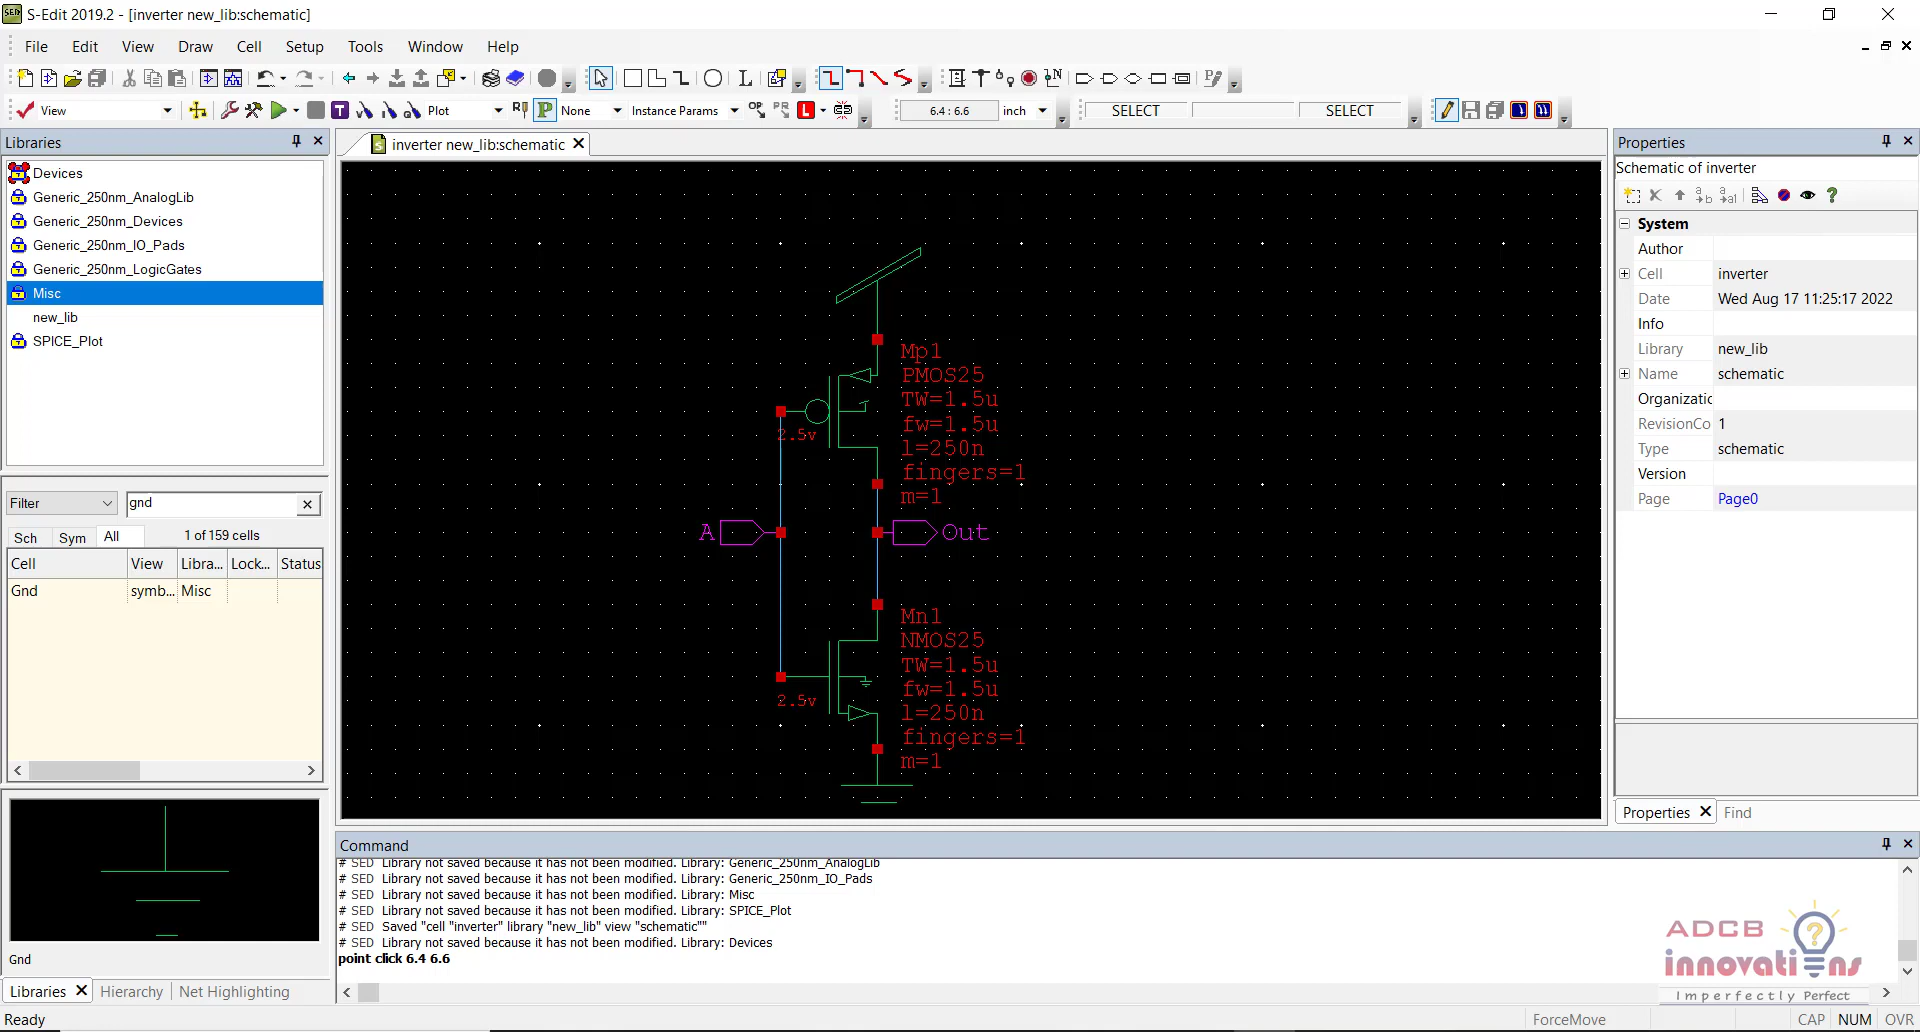 S-Edit 2019.2 - [inverter new_lib:schematic]
File Edit View Draw Cell Setup Tools Window Help
View Plot None Instance Params 6.4 : 6.6 inch SELECT SELECT
Libraries
Devices
Generic_250nm_AnalogLib
Generic_250nm_Devices
Generic_250nm_IO_Pads
Generic_250nm_LogicGates
Misc
new_lib
SPICE_Plot
Filter gnd
Sch Sym All 1 of 159 cells
Cell View Libra... Lock... Status
Gnd symb... Misc
Gnd
Libraries Hierarchy Net Highlighting
inverter new_lib:schematic
Mp1
PMOS25
TW=1.5u
fw=1.5u
l=250n
fingers=1
m=1
2.5v
A
Out
Mn1
NMOS25
TW=1.5u
fw=1.5u
l=250n
fingers=1
m=1
2.5v
Command
# SED Library not saved because it has not been modified. Library: Generic_250nm_AnalogLib
# SED Library not saved because it has not been modified. Library: Generic_250nm_IO_Pads
# SED Library not saved because it has not been modified. Library: Misc
# SED Library not saved because it has not been modified. Library: SPICE_Plot
# SED Saved "cell "inverter" library "new_lib" view "schematic""
# SED Library not saved because it has not been modified. Library: Devices
point click 6.4 6.6
Properties
Schematic of inverter
System
Author
Cell inverter
Date Wed Aug 17 11:25:17 2022
Info
Library new_lib
Name schematic
Organizatic
RevisionCo 1
Type schematic
Version
Page Page0
Properties Find
ADCB
innovations
Imperfectly Perfect
Ready ForceMove CAP NUM OVR